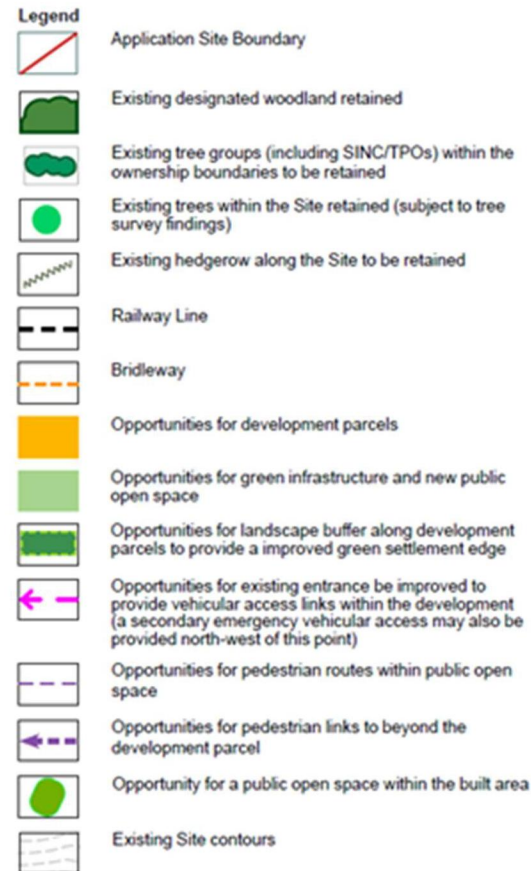 Legend
Application Site Boundary
Existing designated woodland retained
Existing tree groups (including SINC/TPOs) within the
ownership boundaries to be retained
Existing trees within the Site retained (subject to tree
survey findings)
Existing hedgerow along the Site to be retained
Railway Line
Bridleway
Opportunities for development parcels
Opportunities for green infrastructure and new public
open space
Opportunities for landscape buffer along development
parcels to provide a improved green settlement edge
Opportunities for existing entrance be improved to
provide vehicular access links within the development
(a secondary emergency vehicular access may also be
provided north-west of this point)
Opportunities for pedestrian routes within public open
space
Opportunities for pedestrian links to beyond the
development parcel
Opportunity for a public open space within the built area
Existing Site contours